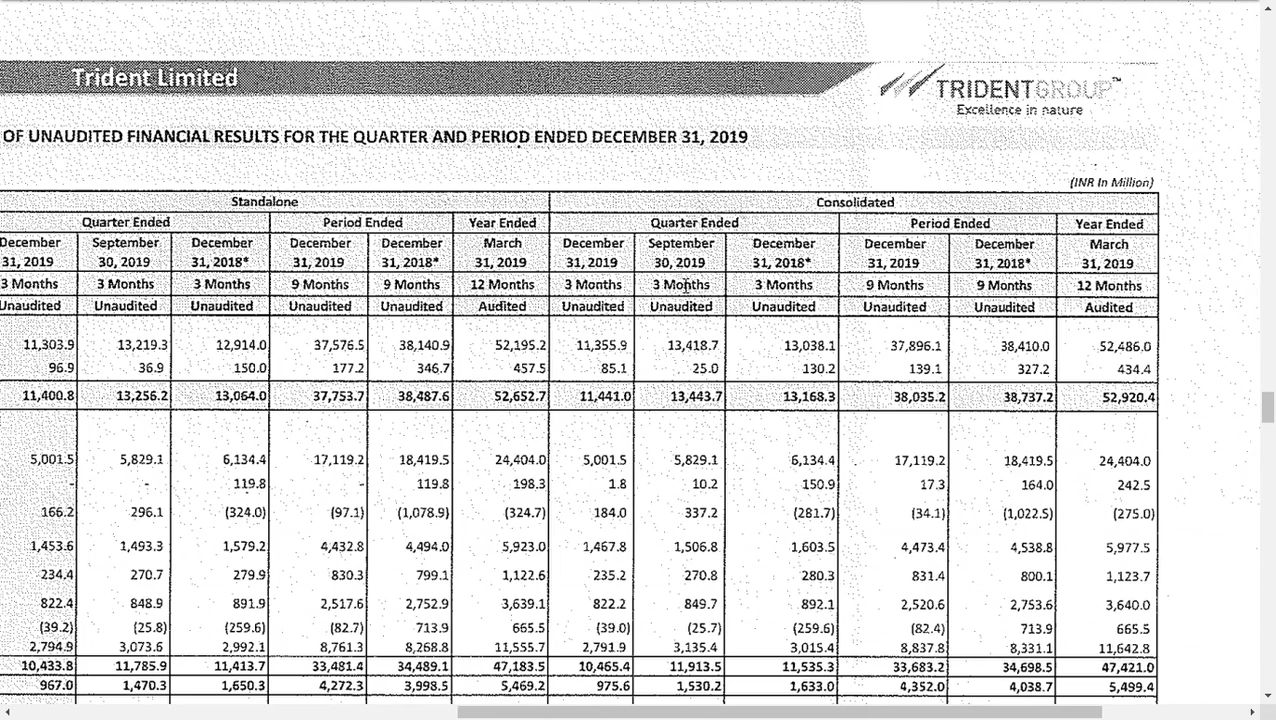 Trident Limited
TRIDENTGROUP™
Excellence in nature
OF UNAUDITED FINANCIAL RESULTS FOR THE QUARTER AND PERIOD ENDED DECEMBER 31, 2019
(INR In Million)
Standalone Consolidated
Quarter Ended Period Ended Year Ended Quarter Ended Period Ended Year Ended
December September December December December March December September December December December March
31, 2019 30, 2019 31, 2018* 31, 2019 31, 2018* 31, 2019 31, 2019 30, 2019 31, 2018* 31, 2019 31, 2018* 31, 2019
3 Months 3 Months 3 Months 9 Months 9 Months 12 Months 3 Months 3 Months 3 Months 9 Months 9 Months 12 Months
Unaudited Unaudited Unaudited Unaudited Unaudited Audited Unaudited Unaudited Unaudited Unaudited Unaudited Audited
11,303.9 13,219.3 12,914.0 37,576.5 38,140.9 52,195.2 11,355.9 13,418.7 13,038.1 37,896.1 38,410.0 52,486.0
96.9 36.9 150.0 177.2 346.7 457.5 85.1 25.0 130.2 139.1 327.2 434.4
11,400.8 13,256.2 13,064.0 37,753.7 38,487.6 52,652.7 11,441.0 13,443.7 13,168.3 38,035.2 38,737.2 52,920.4
5,001.5 5,829.1 6,134.4 17,119.2 18,419.5 24,404.0 5,001.5 5,829.1 6,134.4 17,119.2 18,419.5 24,404.0
- - 119.8 - 119.8 198.3 1.8 10.2 150.9 17.3 164.0 242.5
166.2 296.1 (324.0) (97.1) (1,078.9) (324.7) 184.0 337.2 (281.7) (34.1) (1,022.5) (275.0)
1,453.6 1,493.3 1,579.2 4,432.8 4,494.0 5,923.0 1,467.8 1,506.8 1,603.5 4,473.4 4,538.8 5,977.5
234.4 270.7 279.9 830.3 799.1 1,122.6 235.2 270.8 280.3 831.4 800.1 1,123.7
822.4 848.9 891.9 2,517.6 2,752.9 3,639.1 822.2 849.7 892.1 2,520.6 2,753.6 3,640.0
(39.2) (25.8) (259.6) (82.7) 713.9 665.5 (39.0) (25.7) (259.6) (82.4) 713.9 665.5
2,794.9 3,073.6 2,992.1 8,761.3 8,268.8 11,555.7 2,791.9 3,135.4 3,015.4 8,837.8 8,331.1 11,642.8
10,433.8 11,785.9 11,413.7 33,481.4 34,489.1 47,183.5 10,465.4 11,913.5 11,535.3 33,683.2 34,698.5 47,421.0
967.0 1,470.3 1,650.3 4,272.3 3,998.5 5,469.2 975.6 1,530.2 1,633.0 4,352.0 4,038.7 5,499.4